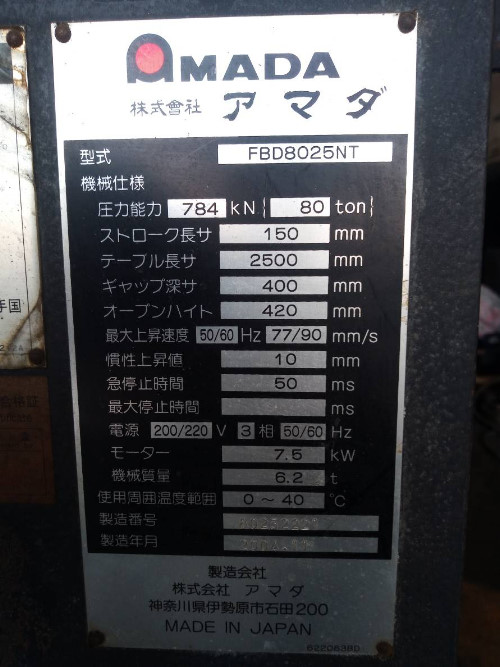 AMADA
株式會社 アマダ
型式 FBD8025NT
機械仕様
圧力能力 784 kN { 80 ton}
ストローク長サ 150 mm
テーブル長サ 2500 mm
ギャップ深サ 400 mm
オープンハイト 420 mm
最大上昇速度 50/60 Hz 77/90 mm/s
慣性上昇値 10 mm
急停止時間 50 ms
最大停止時間 ms
電源 200/220 V 3 相 50/60 Hz
モーター 7.5 kW
機械質量 6.2 t
使用周囲温度範囲 0～40 ℃
製造番号
製造年月
製造会社
株式会社 アマダ
神奈川県伊勢原市石田200
MADE IN JAPAN